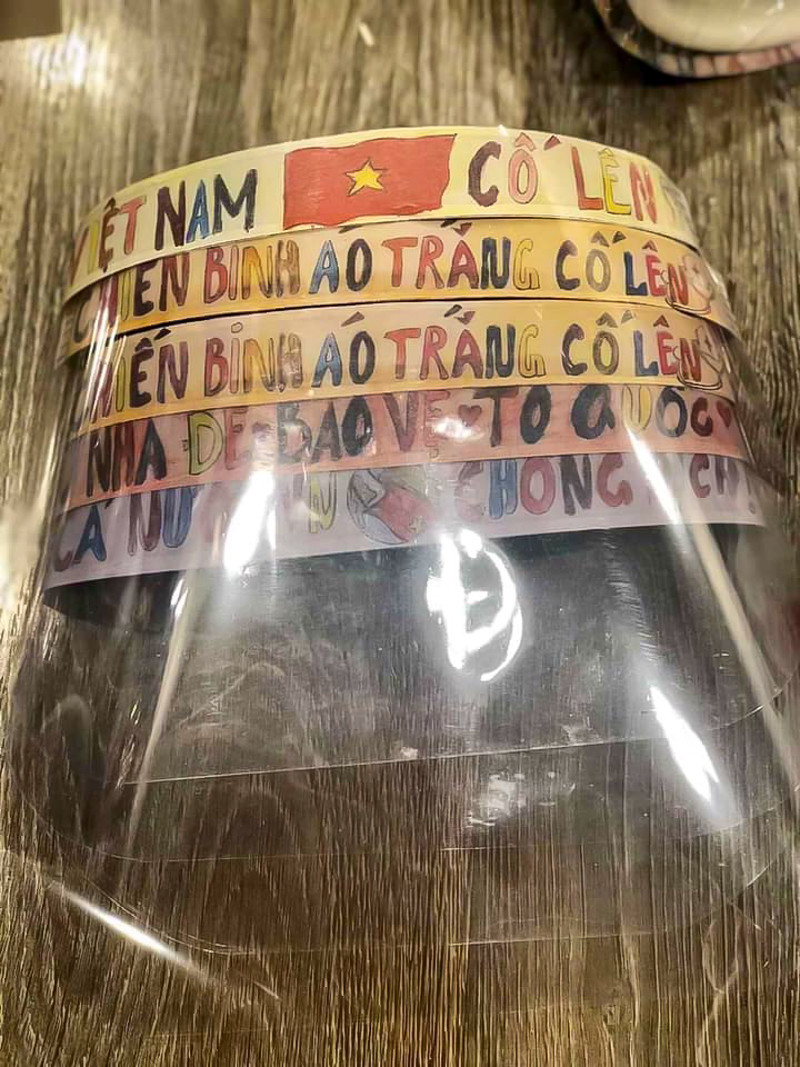 VIỆT NAM CỐ LÊN
CHIẾN BINH ÁO TRẮNG CỐ LÊN
CHIẾN BINH ÁO TRẮNG CỐ LÊN
NHÀ ĐỂ BẢO VỆ TỔ QUỐC
CẢ NƯỚC CHỐNG DỊCH!